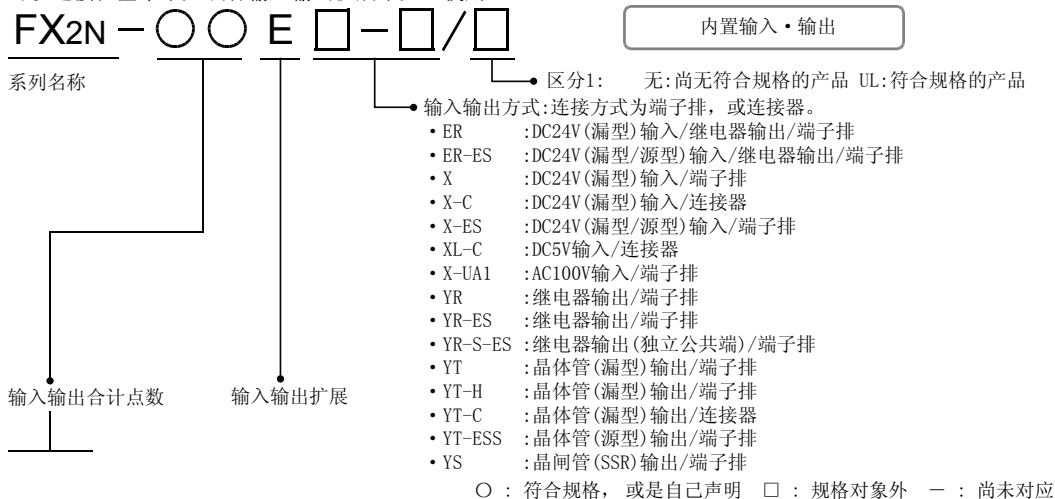 FX2N－○○ E □－□/□
内置输入·输出
系列名称
区分1: 无:尚无符合规格的产品 UL:符合规格的产品
输入输出方式:连接方式为端子排，或连接器。
·ER :DC24V(漏型)输入/继电器输出/端子排
·ER-ES :DC24V(漏型/源型)输入/继电器输出/端子排
·X :DC24V(漏型)输入/端子排
·X-C :DC24V(漏型)输入/连接器
·X-ES :DC24V(漏型/源型)输入/端子排
·XL-C :DC5V输入/连接器
·X-UA1 :AC100V输入/端子排
·YR :继电器输出/端子排
·YR-ES :继电器输出/端子排
·YR-S-ES :继电器输出(独立公共端)/端子排
·YT :晶体管(漏型)输出/端子排
·YT-H :晶体管(漏型)输出/端子排
·YT-C :晶体管(漏型)输出/连接器
·YT-ESS :晶体管(源型)输出/端子排
·YS :晶闸管(SSR)输出/端子排
输入输出合计点数
输入输出扩展
○ : 符合规格， 或是自己声明 □ : 规格对象外 － : 尚未对应